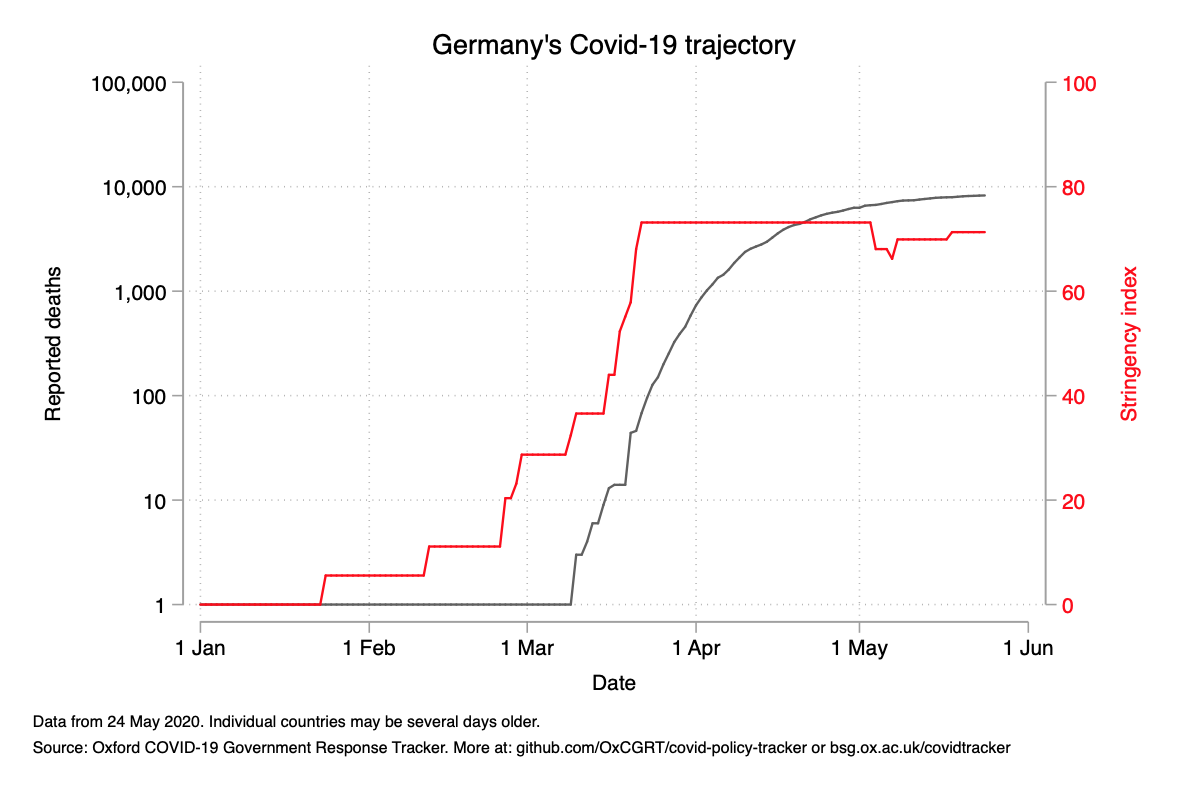 Germany's Covid-19 trajectory
100,000
10,000
1,000
100
10
1
Reported deaths
100
80
60
40
20
0
Stringency index
1 Jan
1 Feb
1 Mar
1 Apr
1 May
1 Jun
Date
Data from 24 May 2020. Individual countries may be several days older.
Source: Oxford COVID-19 Government Response Tracker. More at: github.com/OxCGRT/covid-policy-tracker or bsg.ox.ac.uk/covidtracker